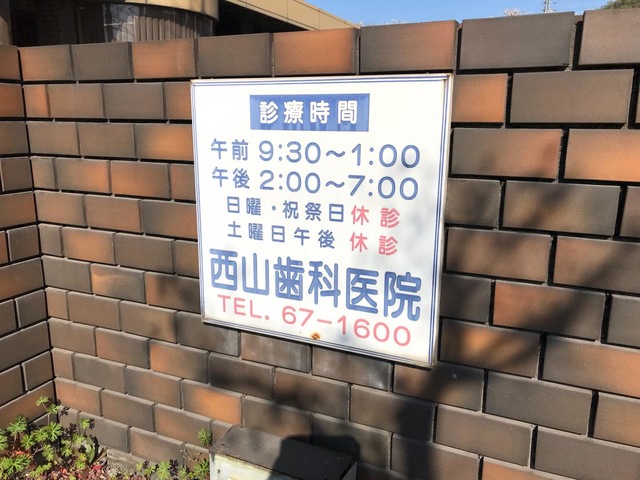 診療時間
午前 9:30～1:00
午後 2:00～7:00
日曜・祝祭日休診
土曜日午後 休診
西山歯科医院
TEL. 67-1600